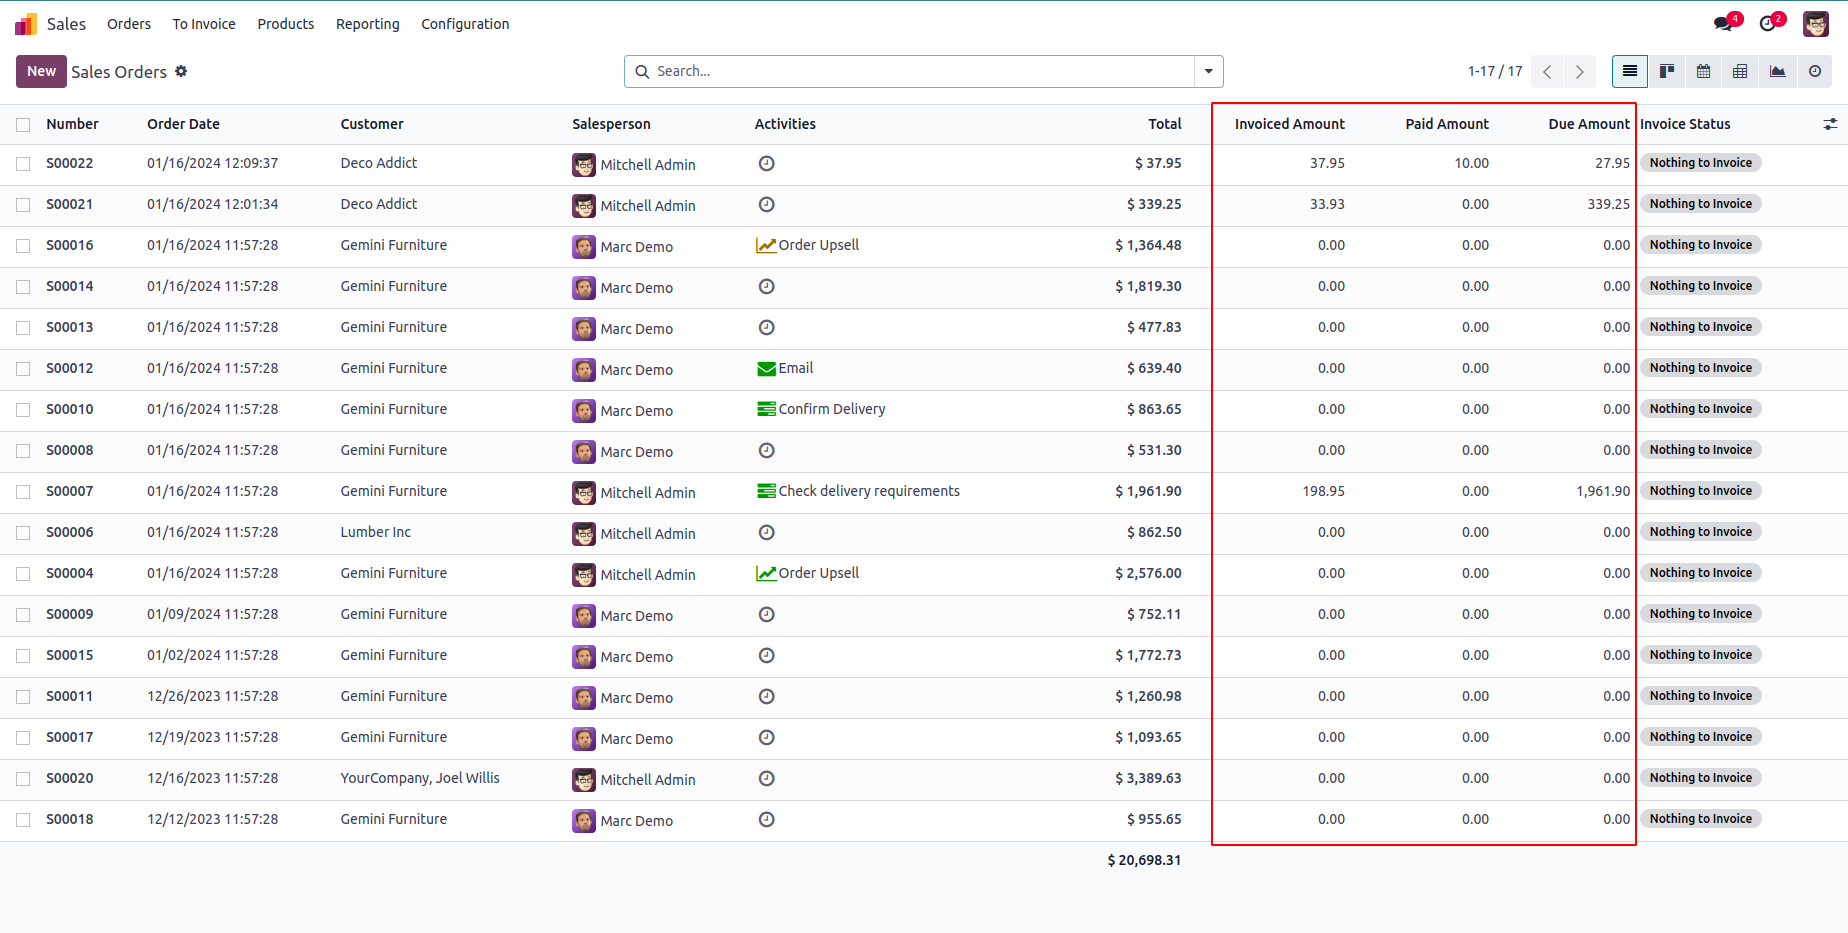 Sales Orders To Invoice Products Reporting Configuration 4 2
New Sales Orders Search... 1-17 / 17
Number Order Date Customer Salesperson Activities Total Invoiced Amount Paid Amount Due Amount Invoice Status
S00022 01/16/2024 12:09:37 Deco Addict Mitchell Admin $ 37.95 37.95 10.00 27.95 Nothing to Invoice
S00021 01/16/2024 12:01:34 Deco Addict Mitchell Admin $ 339.25 33.93 0.00 339.25 Nothing to Invoice
S00016 01/16/2024 11:57:28 Gemini Furniture Marc Demo Order Upsell $ 1,364.48 0.00 0.00 0.00 Nothing to Invoice
S00014 01/16/2024 11:57:28 Gemini Furniture Marc Demo $ 1,819.30 0.00 0.00 0.00 Nothing to Invoice
S00013 01/16/2024 11:57:28 Gemini Furniture Marc Demo $ 477.83 0.00 0.00 0.00 Nothing to Invoice
S00012 01/16/2024 11:57:28 Gemini Furniture Marc Demo Email $ 639.40 0.00 0.00 0.00 Nothing to Invoice
S00010 01/16/2024 11:57:28 Gemini Furniture Marc Demo Confirm Delivery $ 863.65 0.00 0.00 0.00 Nothing to Invoice
S00008 01/16/2024 11:57:28 Gemini Furniture Marc Demo $ 531.30 0.00 0.00 0.00 Nothing to Invoice
S00007 01/16/2024 11:57:28 Gemini Furniture Mitchell Admin Check delivery requirements $ 1,961.90 198.95 0.00 1,961.90 Nothing to Invoice
S00006 01/16/2024 11:57:28 Lumber Inc Mitchell Admin $ 862.50 0.00 0.00 0.00 Nothing to Invoice
S00004 01/16/2024 11:57:28 Gemini Furniture Mitchell Admin Order Upsell $ 2,576.00 0.00 0.00 0.00 Nothing to Invoice
S00009 01/09/2024 11:57:28 Gemini Furniture Marc Demo $ 752.11 0.00 0.00 0.00 Nothing to Invoice
S00015 01/02/2024 11:57:28 Gemini Furniture Marc Demo $ 1,772.73 0.00 0.00 0.00 Nothing to Invoice
S00011 12/26/2023 11:57:28 Gemini Furniture Marc Demo $ 1,260.98 0.00 0.00 0.00 Nothing to Invoice
S00017 12/19/2023 11:57:28 Gemini Furniture Marc Demo $ 1,093.65 0.00 0.00 0.00 Nothing to Invoice
S00020 12/16/2023 11:57:28 YourCompany, Joel Willis Mitchell Admin $ 3,389.63 0.00 0.00 0.00 Nothing to Invoice
S00018 12/12/2023 11:57:28 Gemini Furniture Marc Demo $ 955.65 0.00 0.00 0.00 Nothing to Invoice
$ 20,698.31